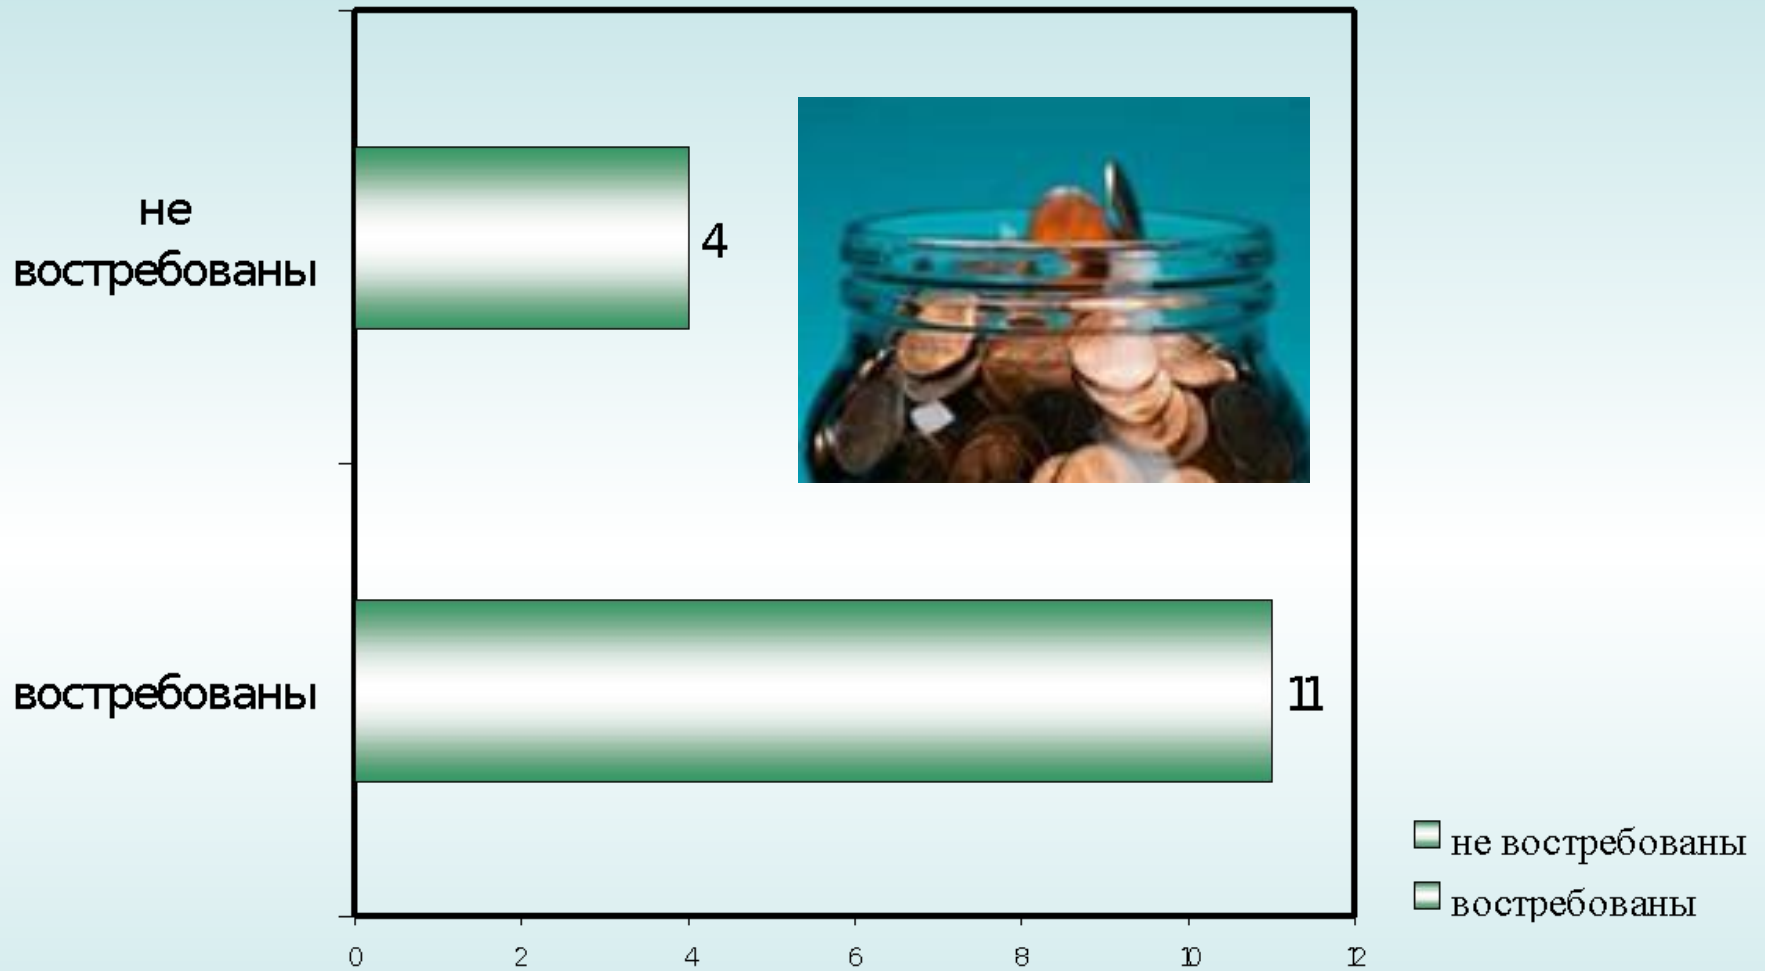 не
востребованы
4
востребованы
11
не востребованы
востребованы
0 2 4 6 8 10 12